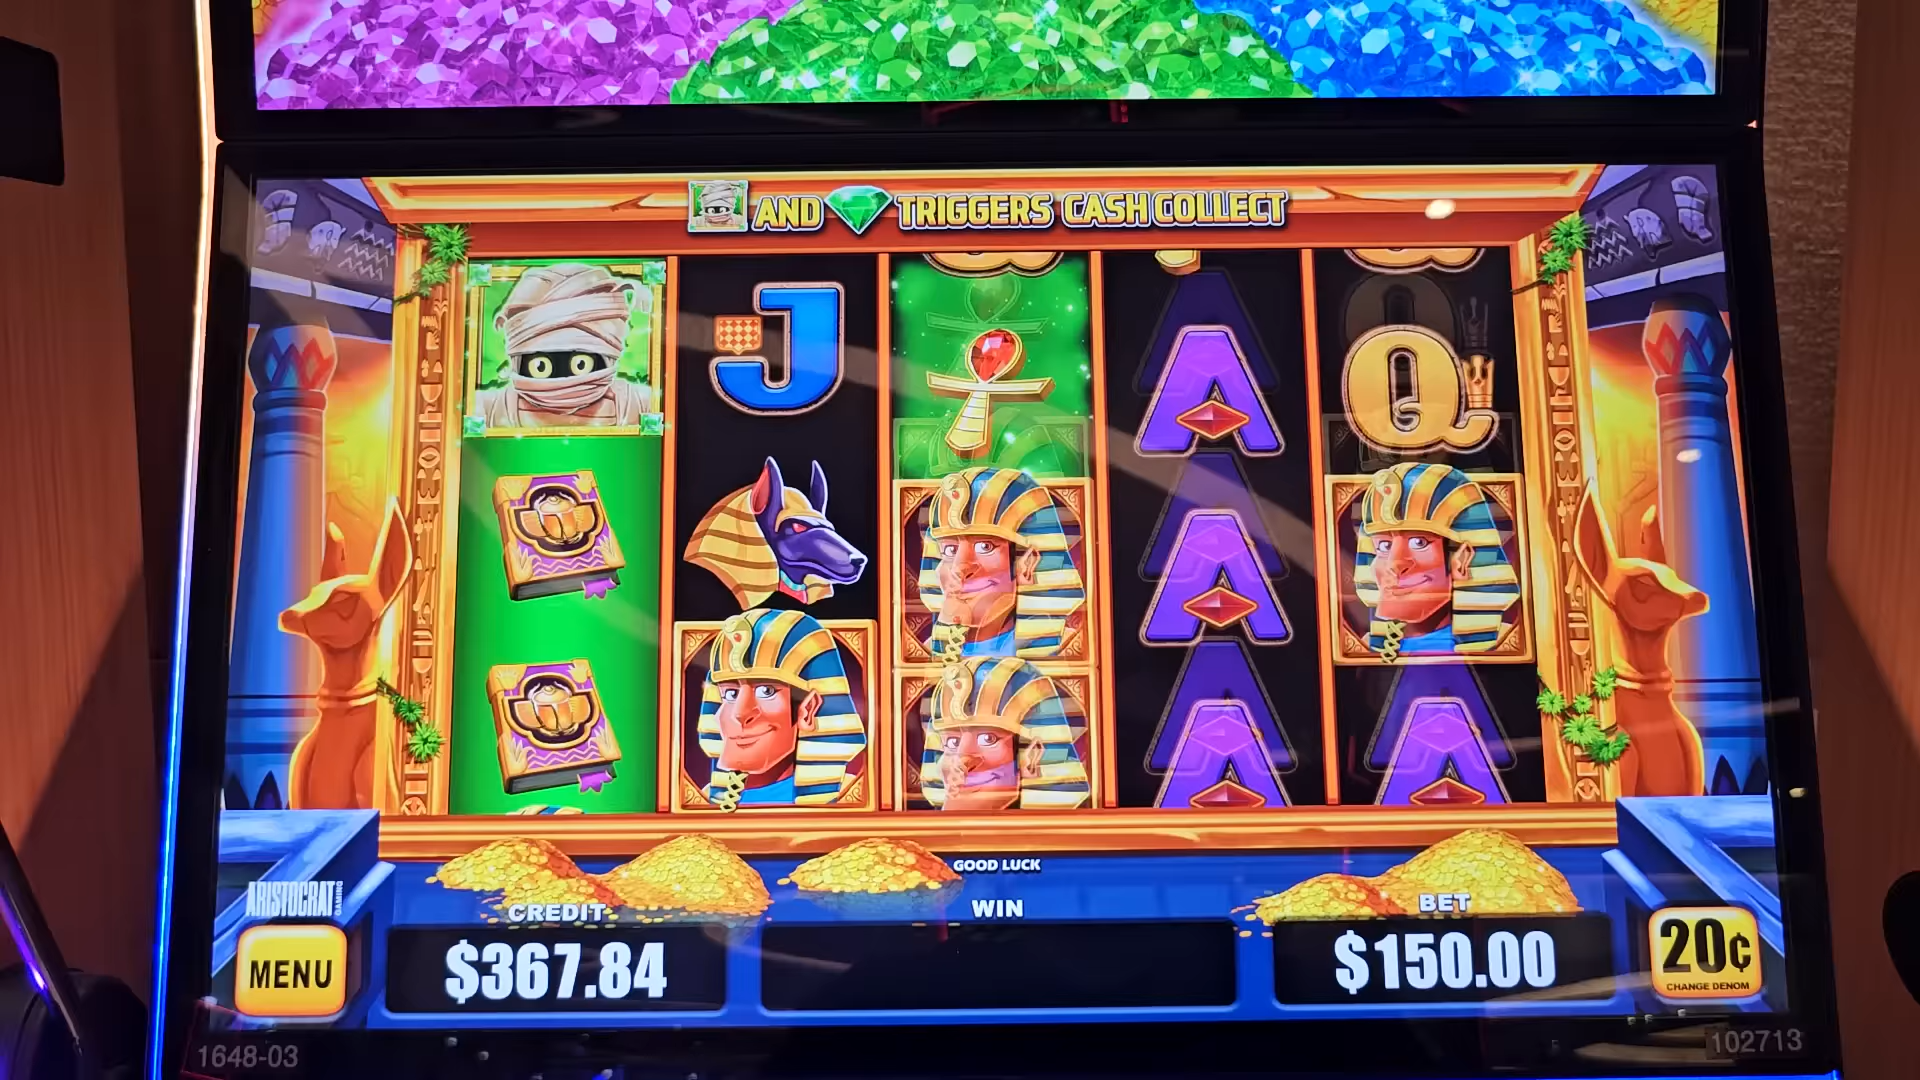 AND TRIGGERS CASH COLLECT
J
A
Q
A
A
A
GOOD LUCK
ARISTOCRAT GAMING
CREDIT
WIN
BET
MENU
$367.84
$150.00
20¢
CHANGE DENOM
1648-03
102713